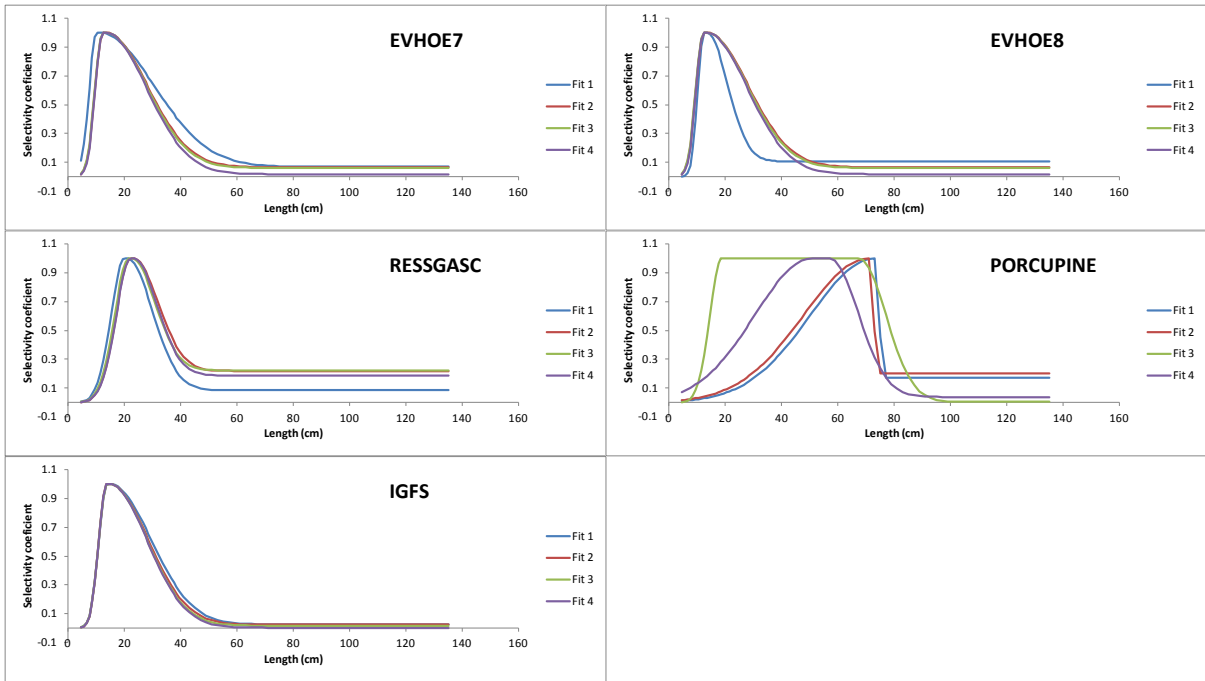 EVHOE7
Selectivity coeficient
1.1
0.9
0.7
0.5
0.3
0.1
-0.1
0 20 40 60 80 100 120 140 160
Length (cm)
Fit 1
Fit 2
Fit 3
Fit 4
EVHOE8
Selectivity coeficient
1.1
0.9
0.7
0.5
0.3
0.1
-0.1
0 20 40 60 80 100 120 140 160
Length (cm)
Fit 1
Fit 2
Fit 3
Fit 4
RESSGASC
Selectivity coeficient
1.1
0.9
0.7
0.5
0.3
0.1
-0.1
0 20 40 60 80 100 120 140 160
Length (cm)
Fit 1
Fit 2
Fit 3
Fit 4
PORCUPINE
Selectivity coeficient
1.1
0.9
0.7
0.5
0.3
0.1
-0.1
0 20 40 60 80 100 120 140 160
Length (cm)
Fit 1
Fit 2
Fit 3
Fit 4
IGFS
Selectivity coeficient
1.1
0.9
0.7
0.5
0.3
0.1
-0.1
0 20 40 60 80 100 120 140 160
Length (cm)
Fit 1
Fit 2
Fit 3
Fit 4